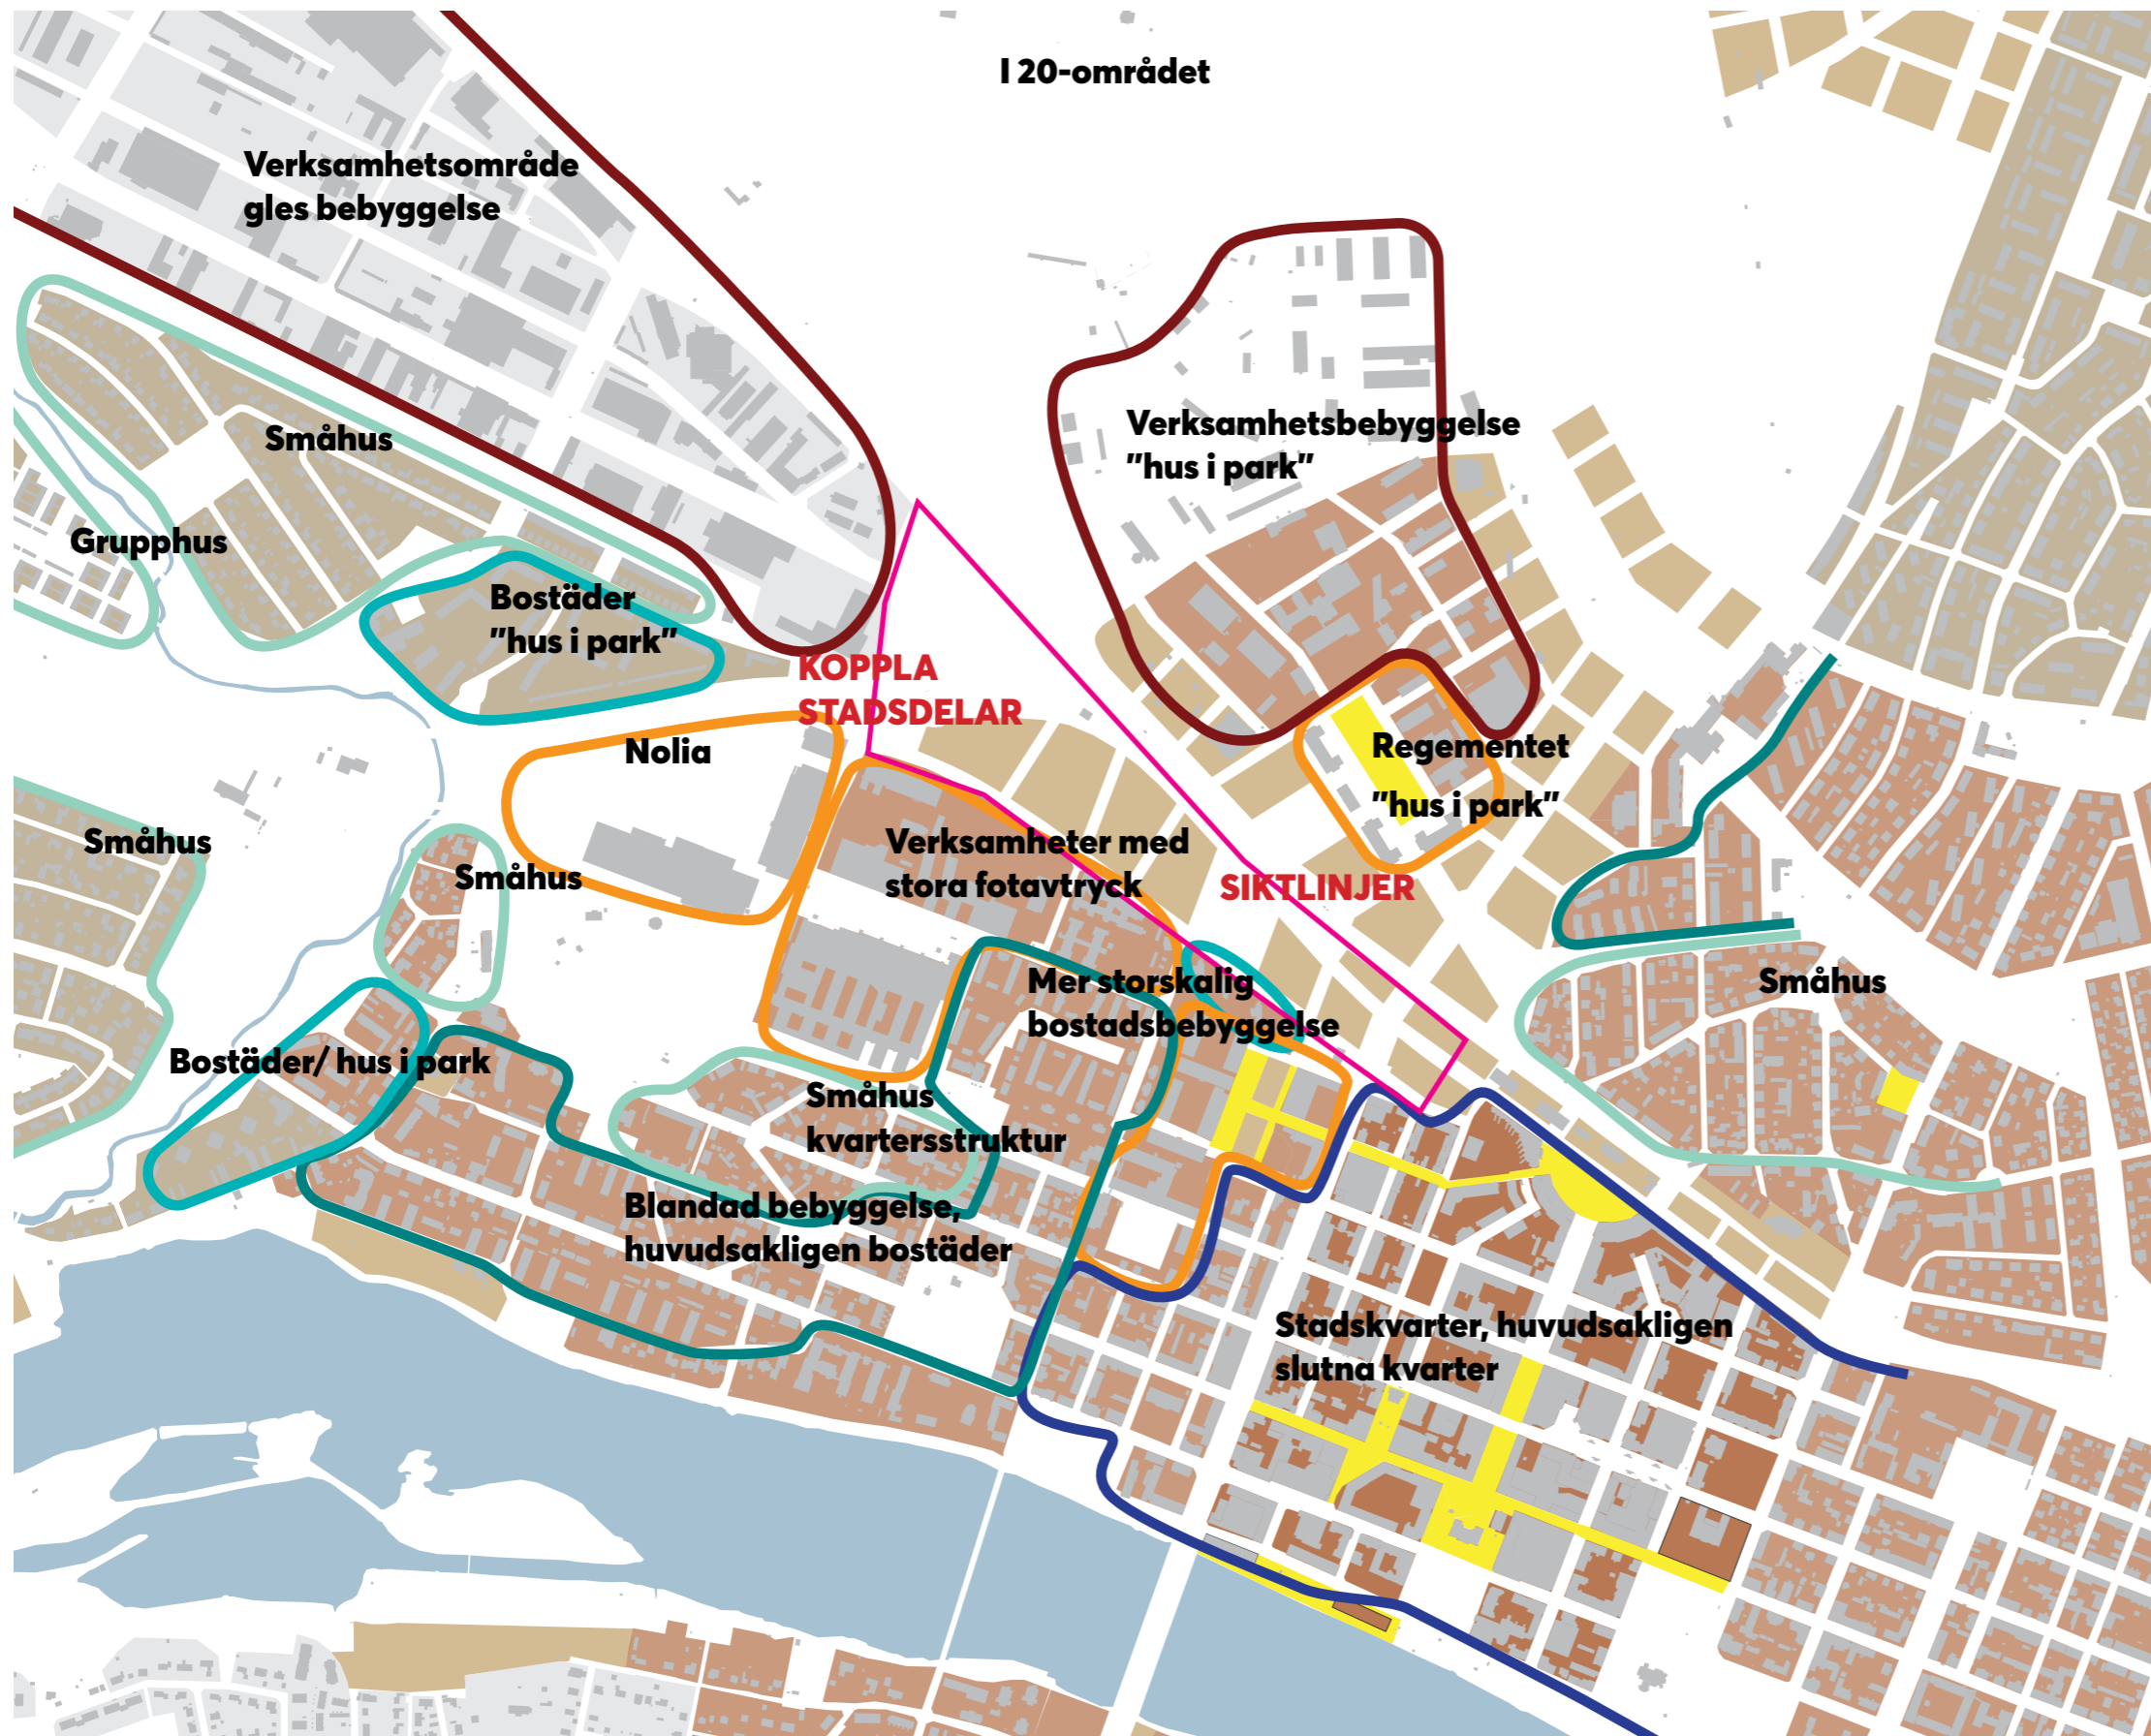 I 20-området
Verksamhetsområde
gles bebyggelse
Småhus
Verksamhetsbebyggelse
"hus i park"
Grupphus
Bostäder
"hus i park"
KOPPLA
STADSDELAR
Nolia
Regementet
"hus i park"
Småhus
Småhus
Verksamheter med
stora fotavtryck
SIKTLINJER
Mer storskalig
bostadsbebyggelse
Småhus
Bostäder/ hus i park
Småhus
kvartersstruktur
Blandad bebyggelse,
huvudsakligen bostäder
Stadskvarter, huvudsakligen
slutna kvarter